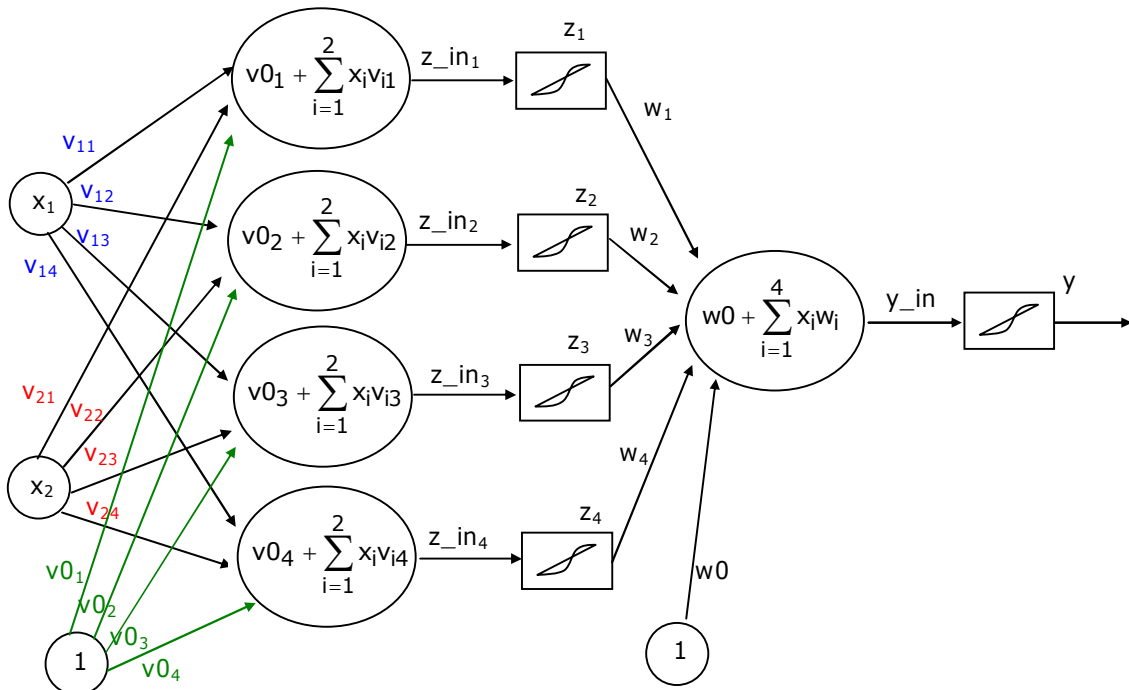 z₁
2
v0₁ + ∑ xᵢvᵢ₁
i=1
z_in₁
w₁
v₁₁
x₁
v₁₂
v₁₃
v₁₄
2
v0₂ + ∑ xᵢvᵢ₂
i=1
z_in₂
z₂
w₂
4
w0 + ∑ xᵢwᵢ
i=1
y_in
y
2
v0₃ + ∑ xᵢvᵢ₃
i=1
z_in₃
z₃
w₃
v₂₁
v₂₂
v₂₃
x₂
v₂₄
2
v0₄ + ∑ xᵢvᵢ₄
i=1
z_in₄
z₄
w₄
w0
v0₁
v0₂
v0₃
v0₄
1
1